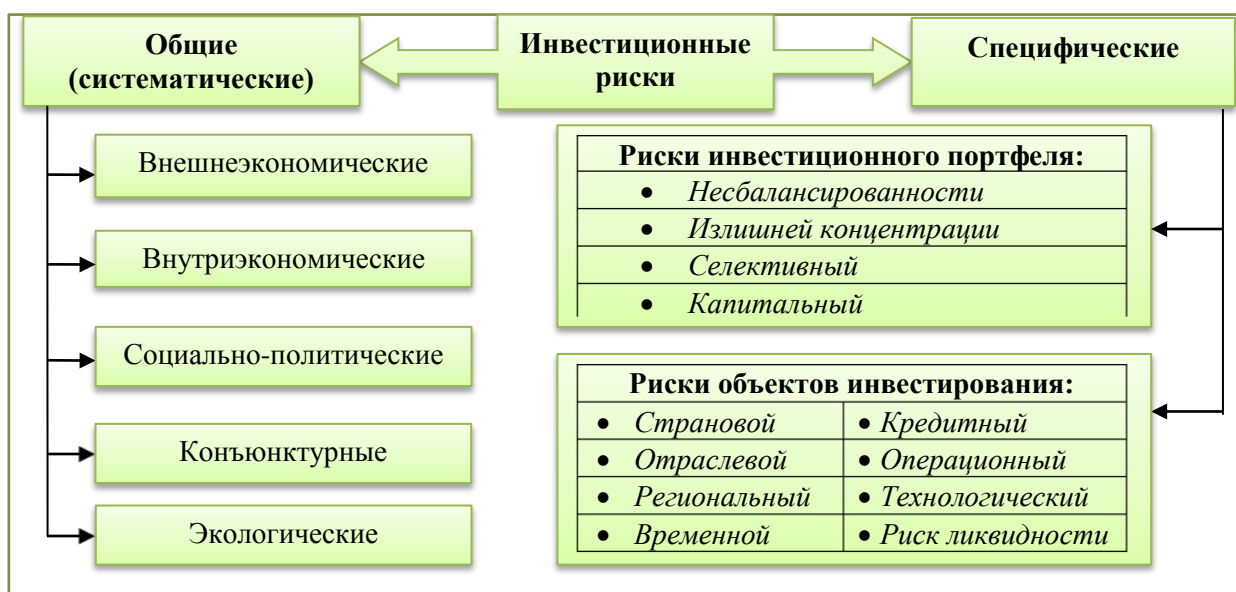 Общие
(систематические)
Инвестиционные
риски
Специфические
Внешнеэкономические
Внутриэкономические
Социально-политические
Конъюнктурные
Экологические
Риски инвестиционного портфеля:
• Несбалансированности
• Излишней концентрации
• Селективный
• Капитальный
Риски объектов инвестирования:
• Страновой • Кредитный
• Отраслевой • Операционный
• Региональный • Технологический
• Временной • Риск ликвидности